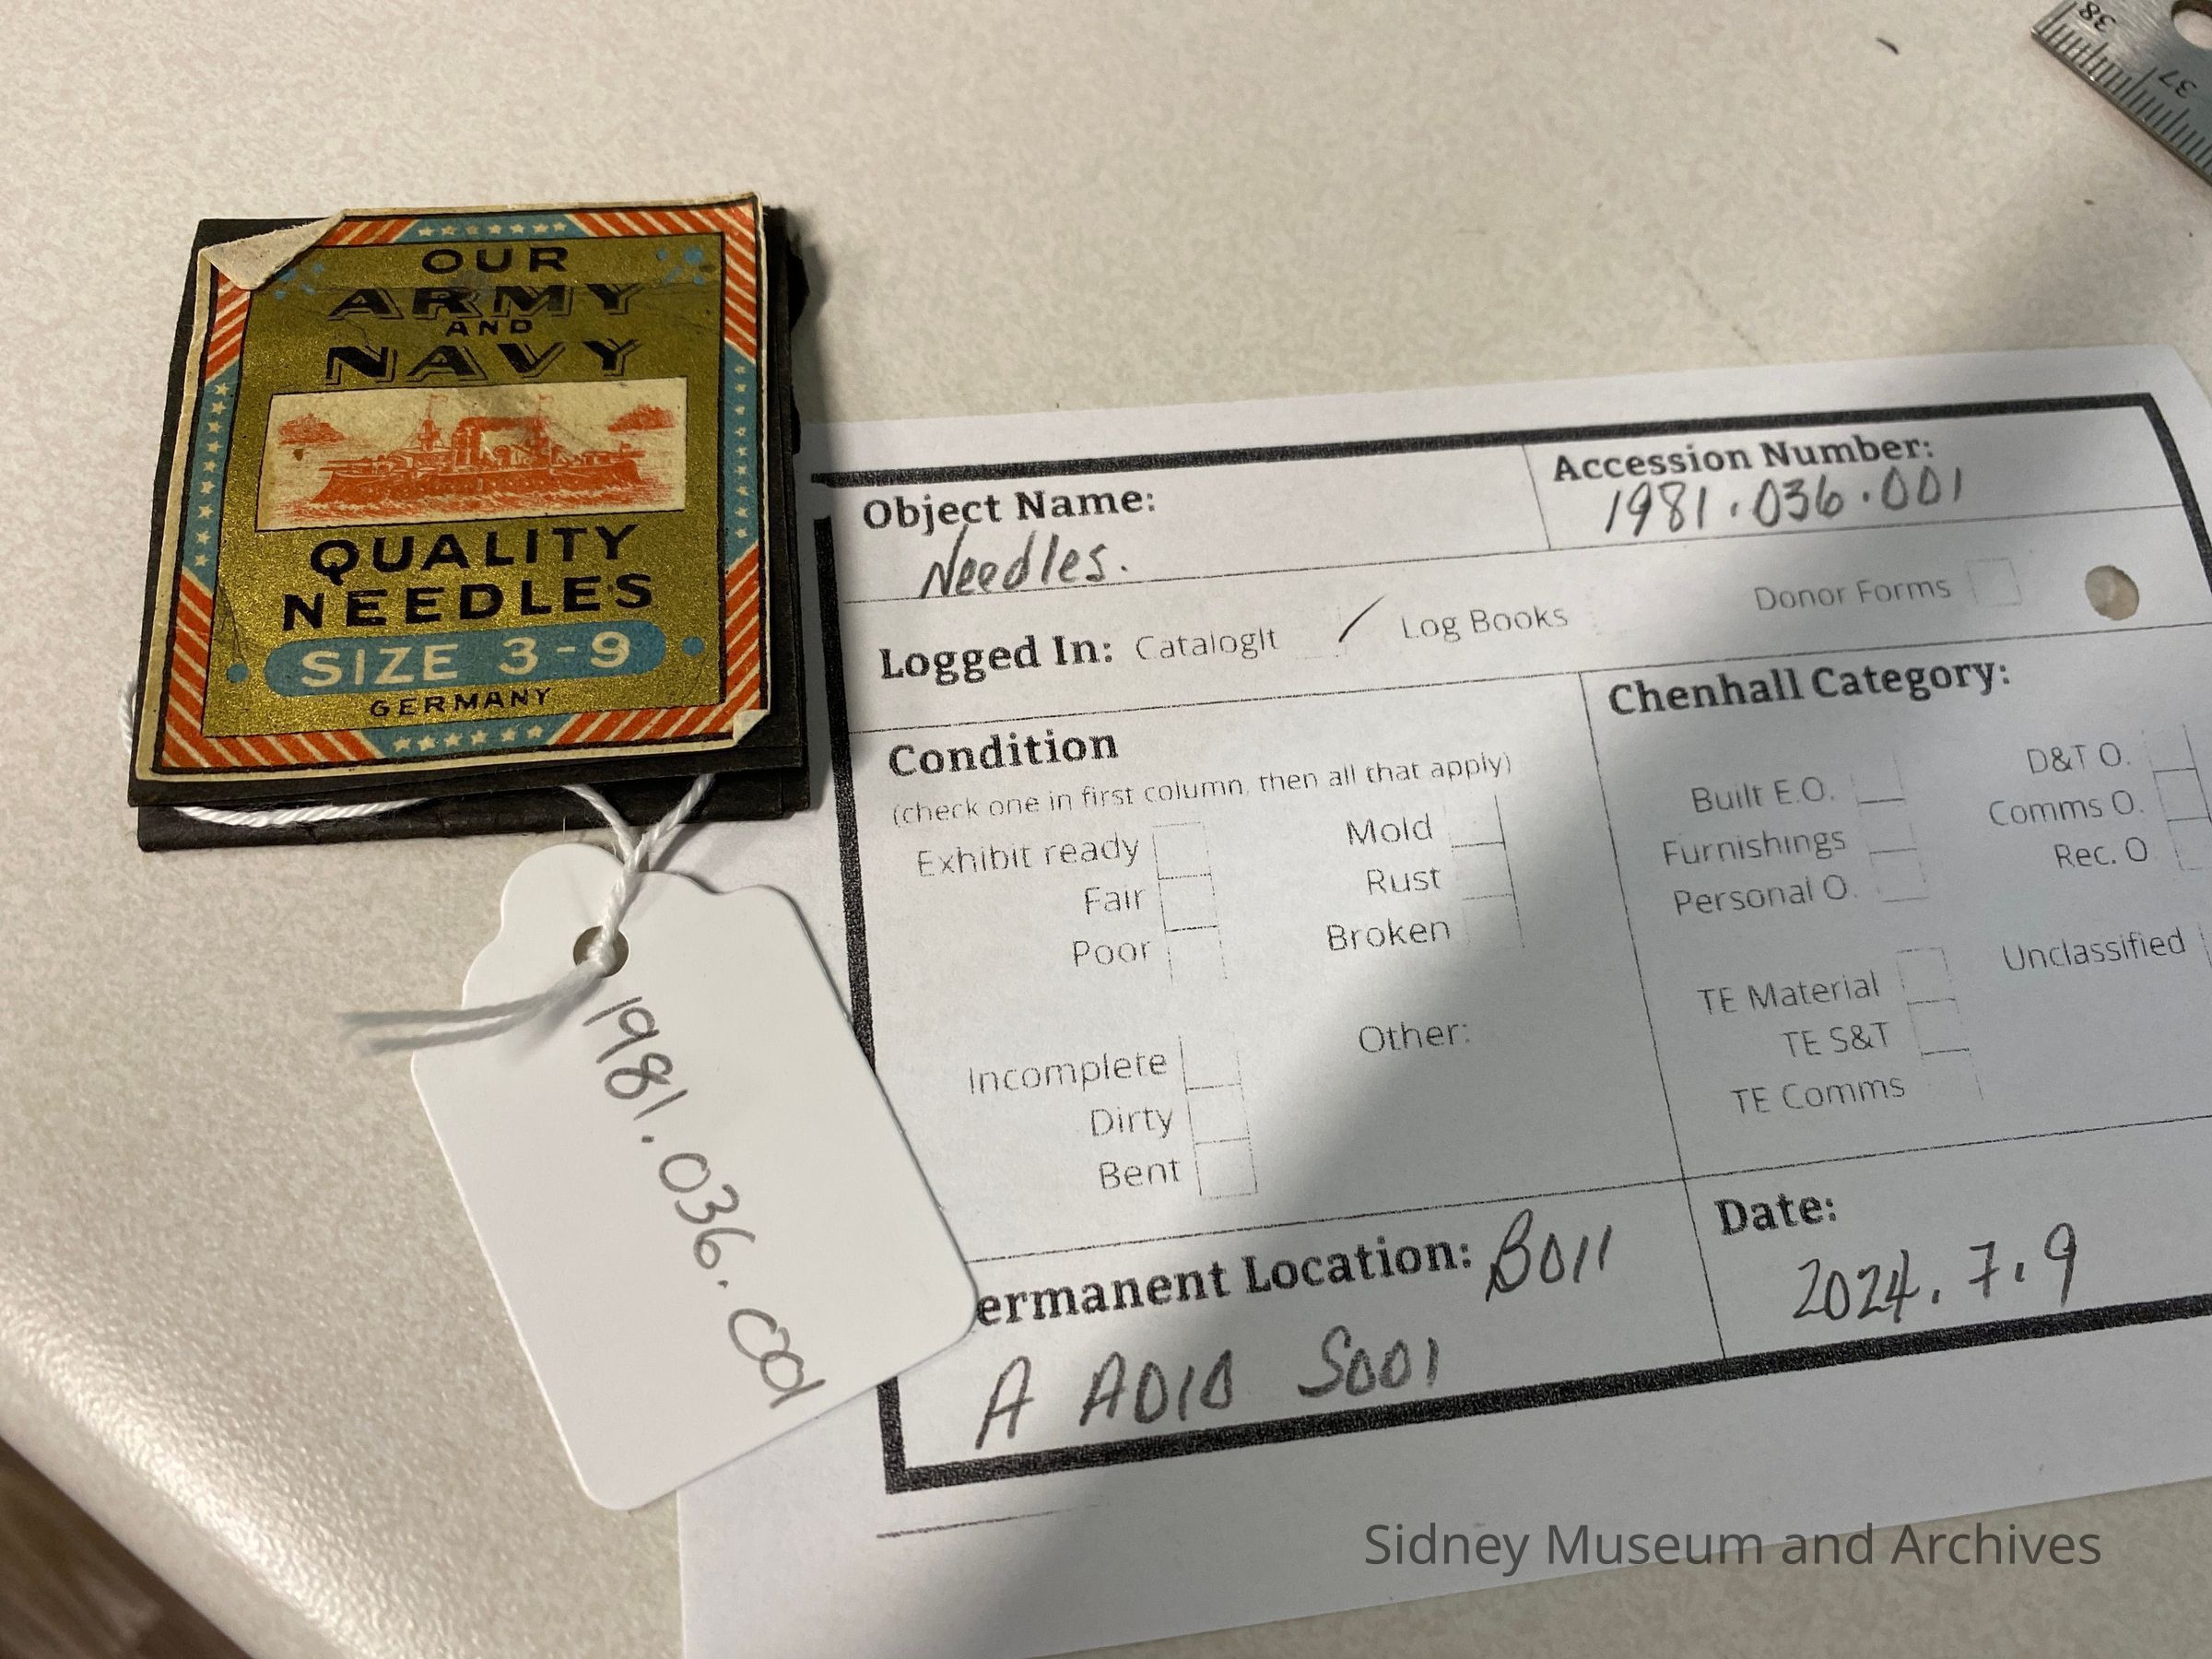 OUR
ARMY
AND
NAVY
QUALITY
NEEDLES
SIZE 3-9
GERMANY
1981.036.001
Object Name:
Needles.
Accession Number:
1981.036.001
Logged In: CatalogIt Log Books Donor Forms
Condition
(check one in first column, then all that apply)
Exhibit ready
Fair
Poor
Mold
Rust
Broken
Incomplete
Dirty
Bent
Other:
Chenhall Category:
Built E.O.
Furnishings
Personal O.
D&T O.
Comms O.
Rec. O
TE Material
TE S&T
TE Comms
Unclassified
ermanent Location: B011
A A010 S001
Date:
2024.7.9
38
37
Sidney Museum and Archives